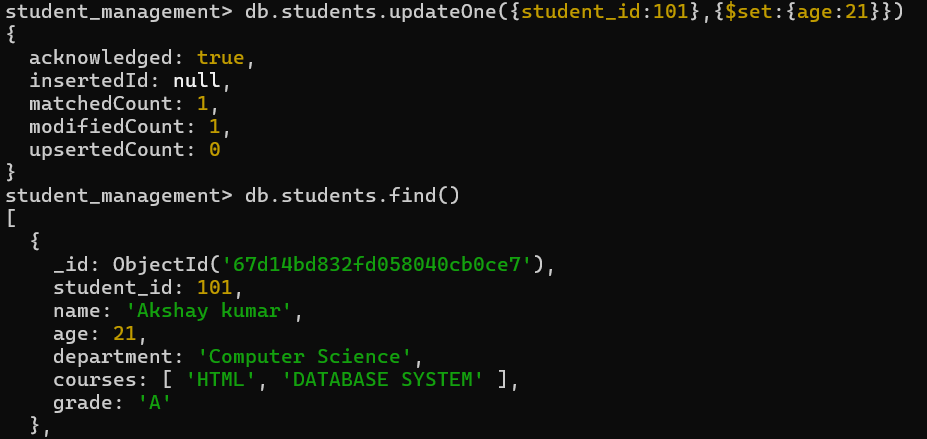 student_management> db.students.updateOne({student_id:101},{$set:{age:21}})
{
  acknowledged: true,
  insertedId: null,
  matchedCount: 1,
  modifiedCount: 1,
  upsertedCount: 0
}
student_management> db.students.find()
[
  {
    _id: ObjectId('67d14bd832fd058040cb0ce7'),
    student_id: 101,
    name: 'Akshay kumar',
    age: 21,
    department: 'Computer Science',
    courses: [ 'HTML', 'DATABASE SYSTEM' ],
    grade: 'A'
  },